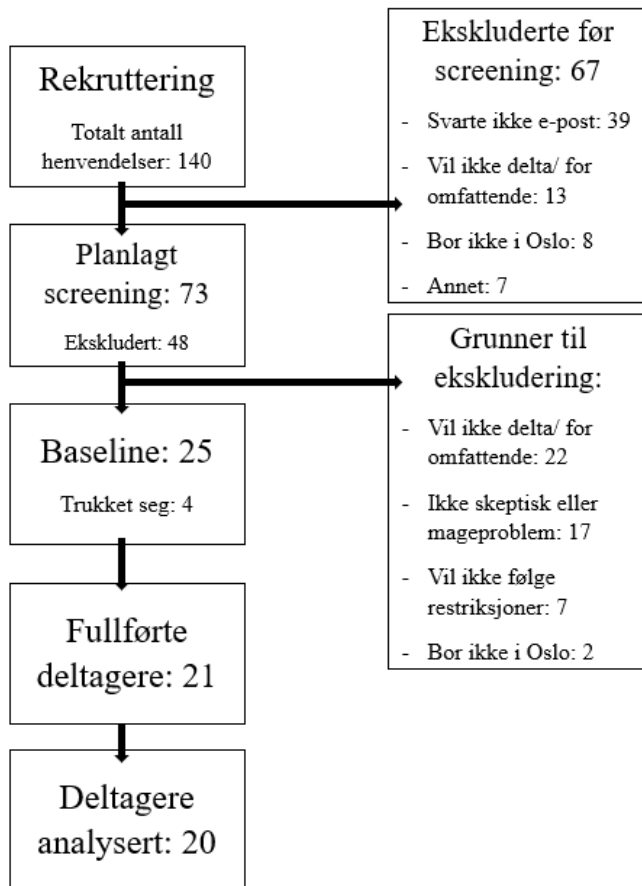 Rekruttering
Totalt antall
henvendelser: 140
Ekskluderte før
screening: 67
- Svarte ikke e-post: 39
- Vil ikke delta/ for
omfattende: 13
- Bor ikke i Oslo: 8
- Annet: 7
Planlagt
screening: 73
Ekskludert: 48
Grunner til
ekskludering:
- Vil ikke delta/ for
omfattende: 22
- Ikke skeptisk eller
mageproblem: 17
- Vil ikke følge
restriksjoner: 7
- Bor ikke i Oslo: 2
Baseline: 25
Trukket seg: 4
Fullførte
deltagere: 21
Deltagere
analysert: 20